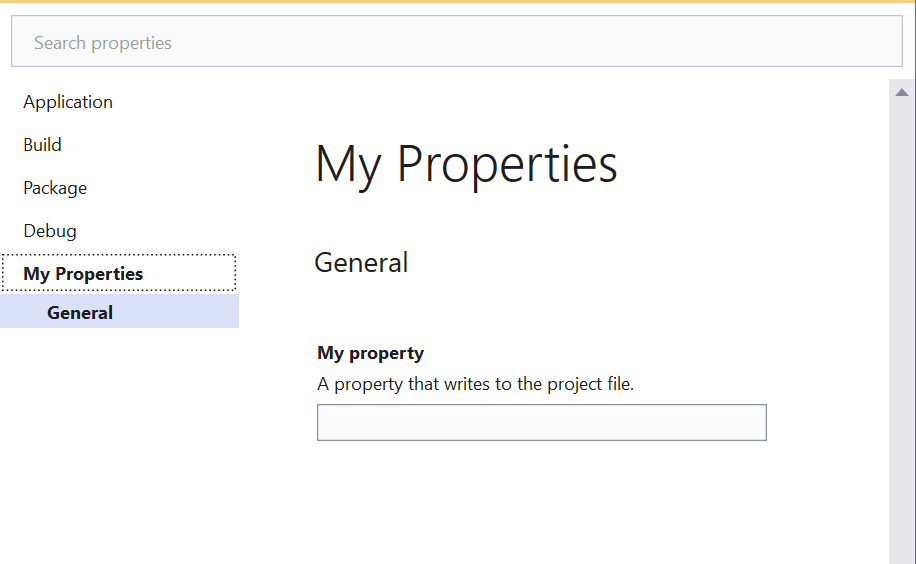 Search properties
Application
Build
Package
Debug
My Properties
General
My Properties
General
My property
A property that writes to the project file.